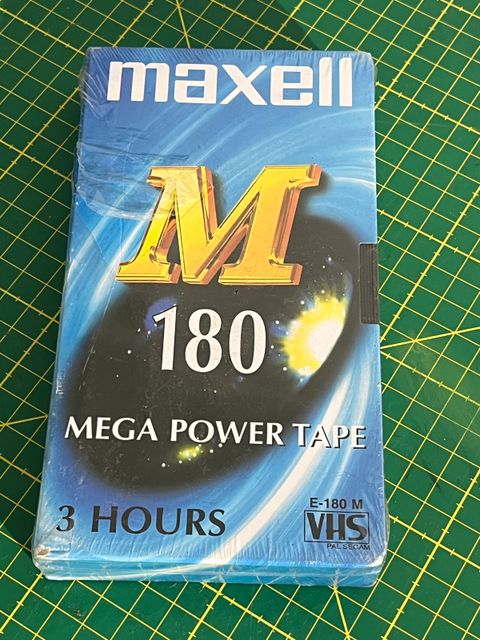 maxell
M
180
MEGA POWER TAPE
3 HOURS
E-180 M
VHS
PAL SECAM